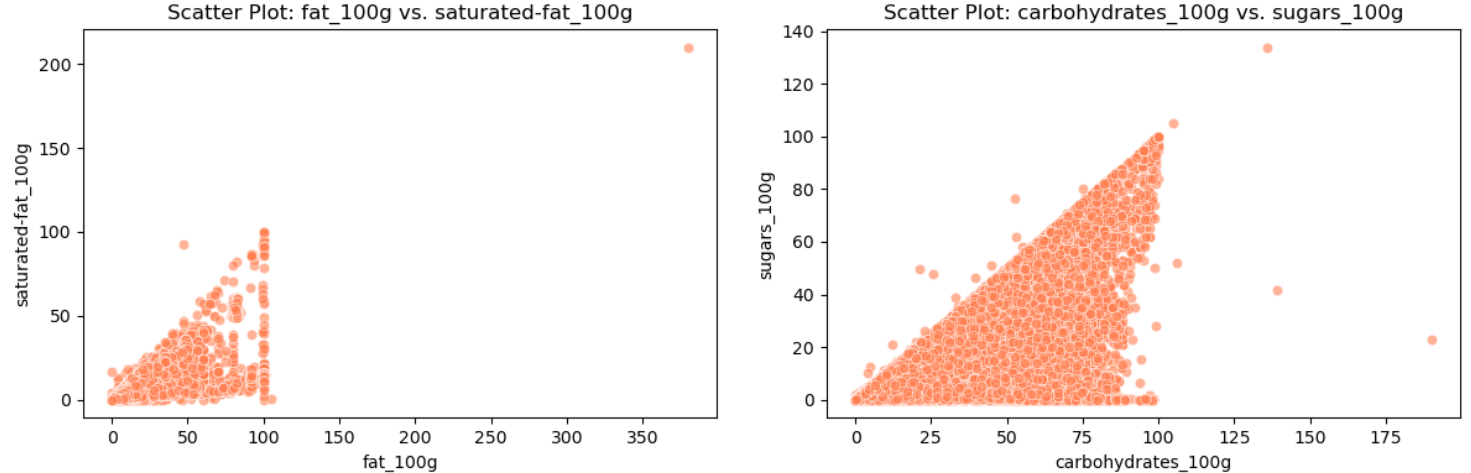 Scatter Plot: fat_100g vs. saturated-fat_100g
200
150
100
50
0
saturated-fat_100g
0 50 100 150 200 250 300 350
fat_100g
Scatter Plot: carbohydrates_100g vs. sugars_100g
140
120
100
80
60
40
20
0
sugars_100g
0 25 50 75 100 125 150 175
carbohydrates_100g